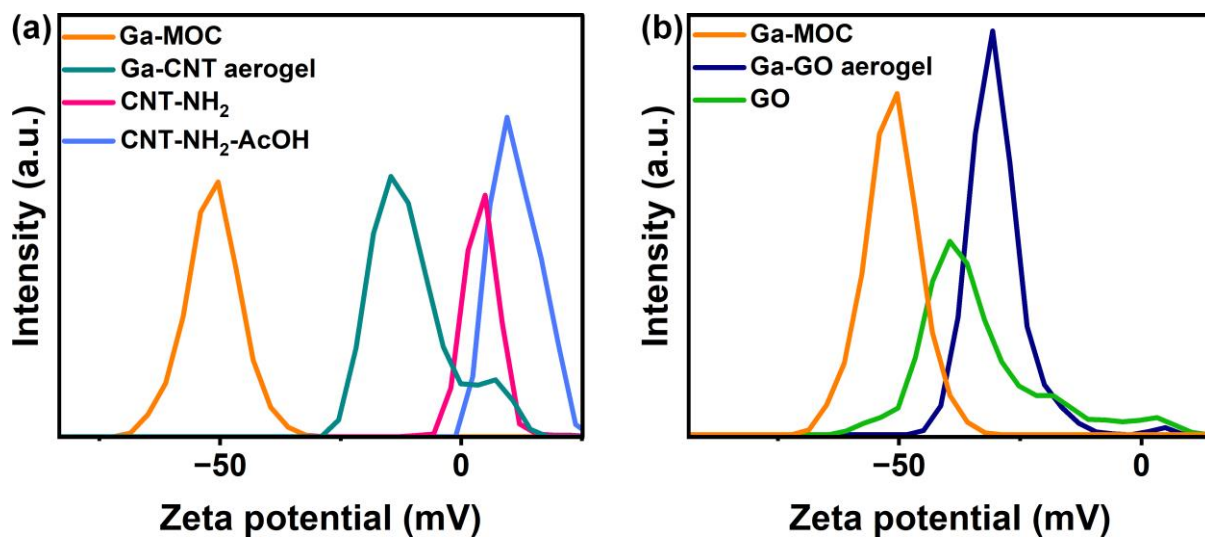 (a)
Ga-MOC
Ga-CNT aerogel
CNT-NH₂
CNT-NH₂-AcOH
Intensity (a.u.)
−50
0
Zeta potential (mV)
(b)
Ga-MOC
Ga-GO aerogel
GO
Intensity (a.u.)
−50
0
Zeta potential (mV)